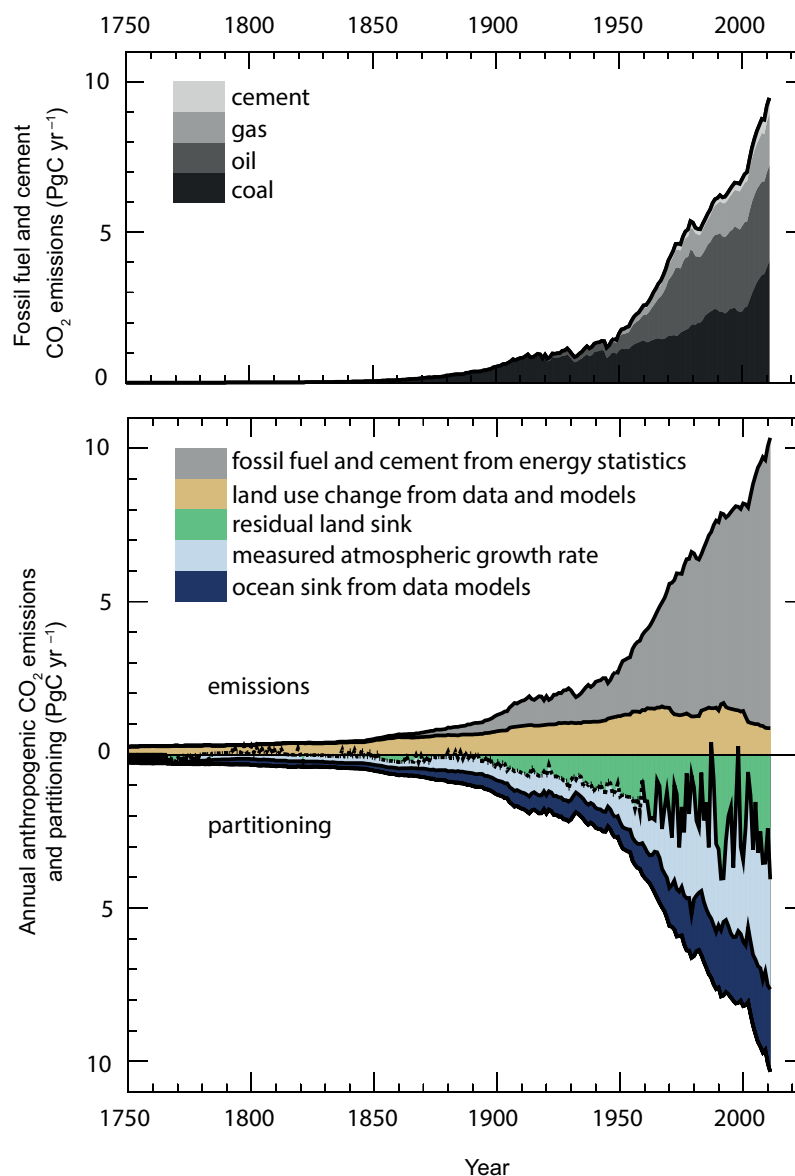 1750 1800 1850 1900 1950 2000
10
5
0
Fossil fuel and cement
CO₂ emissions (PgC yr⁻¹)
cement
gas
oil
coal
10
5
0
5
10
Annual anthropogenic CO₂ emissions
and partitioning (PgC yr⁻¹)
fossil fuel and cement from energy statistics
land use change from data and models
residual land sink
measured atmospheric growth rate
ocean sink from data models
emissions
partitioning
1750 1800 1850 1900 1950 2000
Year